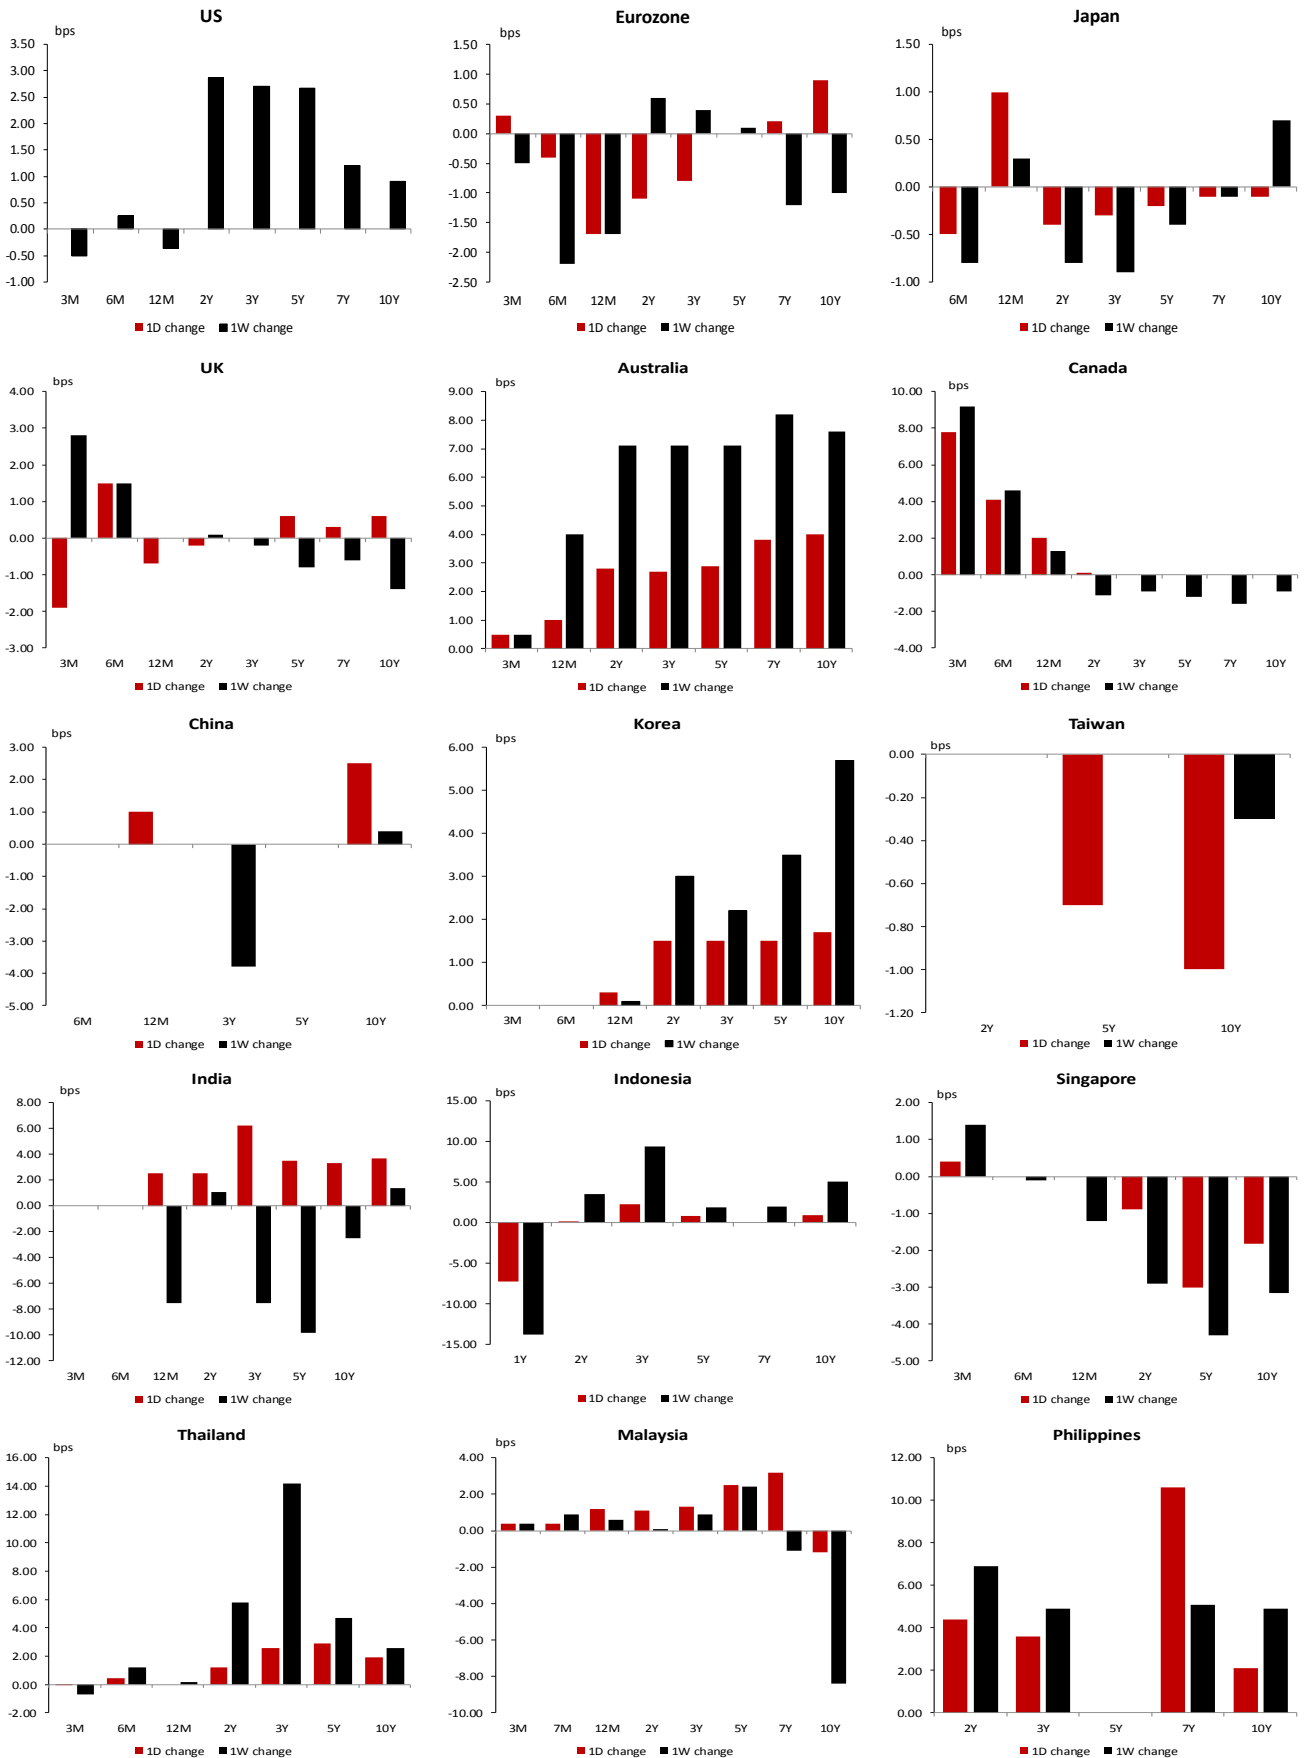 US
bps
3.50
3.00
2.50
2.00
1.50
1.00
0.50
0.00
-0.50
-1.00
3M 6M 12M 2Y 3Y 5Y 7Y 10Y
1D change 1W change
Eurozone
bps
1.50
1.00
0.50
0.00
-0.50
-1.00
-1.50
-2.00
-2.50
3M 6M 12M 2Y 3Y 5Y 7Y 10Y
1D change 1W change
Japan
bps
1.50
1.00
0.50
0.00
-0.50
-1.00
6M 12M 2Y 3Y 5Y 7Y 10Y
1D change 1W change
UK
bps
4.00
3.00
2.00
1.00
0.00
-1.00
-2.00
-3.00
3M 6M 12M 2Y 3Y 5Y 7Y 10Y
1D change 1W change
Australia
bps
9.00
8.00
7.00
6.00
5.00
4.00
3.00
2.00
1.00
0.00
3M 12M 2Y 3Y 5Y 7Y 10Y
1D change 1W change
Canada
bps
10.00
8.00
6.00
4.00
2.00
0.00
-2.00
-4.00
3M 6M 12M 2Y 3Y 5Y 7Y 10Y
1D change 1W change
China
bps
3.00
2.00
1.00
0.00
-1.00
-2.00
-3.00
-4.00
-5.00
6M 12M 3Y 5Y 10Y
1D change 1W change
Korea
bps
6.00
5.00
4.00
3.00
2.00
1.00
0.00
3M 6M 12M 2Y 3Y 5Y 10Y
1D change 1W change
Taiwan
bps
0.00
-0.20
-0.40
-0.60
-0.80
-1.00
-1.20
2Y 5Y 10Y
1D change 1W change
India
bps
8.00
6.00
4.00
2.00
0.00
-2.00
-4.00
-6.00
-8.00
-10.00
-12.00
3M 6M 12M 2Y 3Y 5Y 10Y
1D change 1W change
Indonesia
bps
15.00
10.00
5.00
0.00
-5.00
-10.00
-15.00
1Y 2Y 3Y 5Y 7Y 10Y
1D change 1W change
Singapore
bps
2.00
1.00
0.00
-1.00
-2.00
-3.00
-4.00
-5.00
3M 6M 12M 2Y 5Y 10Y
1D change 1W change
Thailand
bps
16.00
14.00
12.00
10.00
8.00
6.00
4.00
2.00
0.00
-2.00
3M 6M 12M 2Y 3Y 5Y 10Y
1D change 1W change
Malaysia
bps
4.00
2.00
0.00
-2.00
-4.00
-6.00
-8.00
-10.00
3M 7M 12M 2Y 3Y 5Y 7Y 10Y
1D change 1W change
Philippines
bps
12.00
10.00
8.00
6.00
4.00
2.00
0.00
2Y 3Y 5Y 7Y 10Y
1D change 1W change